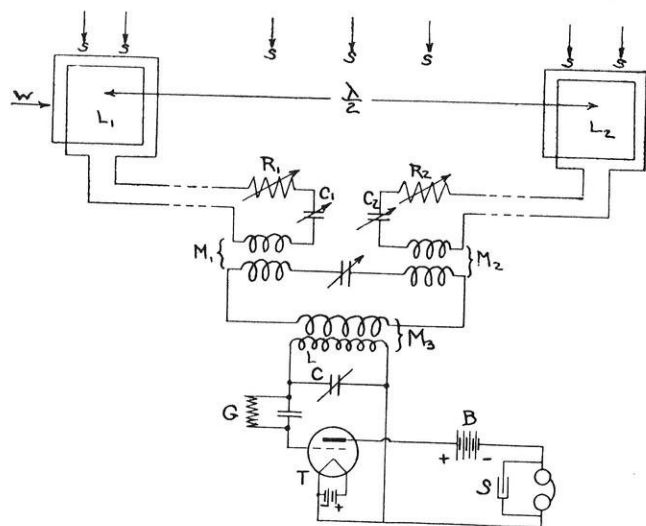 S S S S S S S
W L₁ λ/2 L₂
R₁ R₂
C₁ C₂
M₁ M₂
M₃
L
C
G B
+ -
T S
+